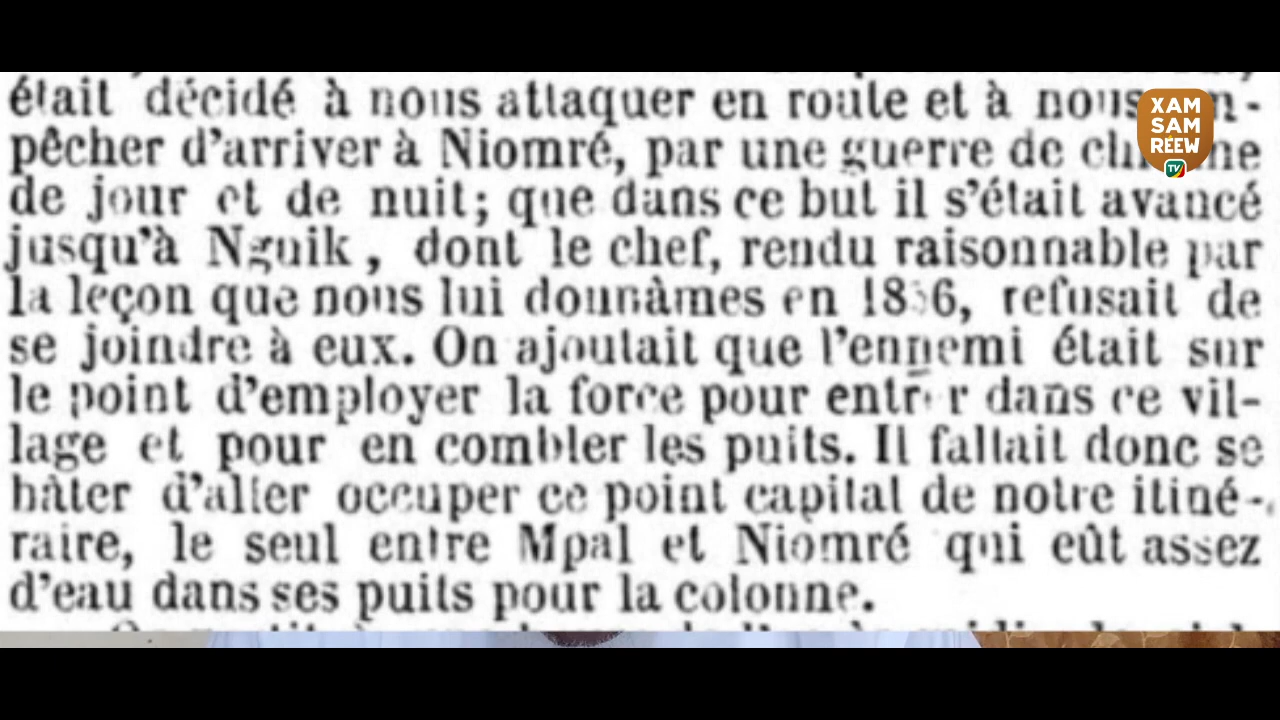 était décidé à nous attaquer en route et à nous
pêcher d'arriver à Niomré, par une guerre de
de jour et de nuit; que dans ce but il s'était avancé
jusqu'à Nguik, dont le chef, rendu raisonnable par
la leçon que nous lui donnâmes en 1856, refusait de
se joindre à eux. On ajoutait que l'ennemi était sur
le point d'employer la force pour entrer dans ce vil-
lage et pour en combler les puits. Il fallait donc se
hâter d'aller occuper ce point capital de notre itiné-
raire, le seul entre Mpal et Niomré qui eût assez
d'eau dans ses puits pour la colonne.
XAM
SAM
RÉEW
TV